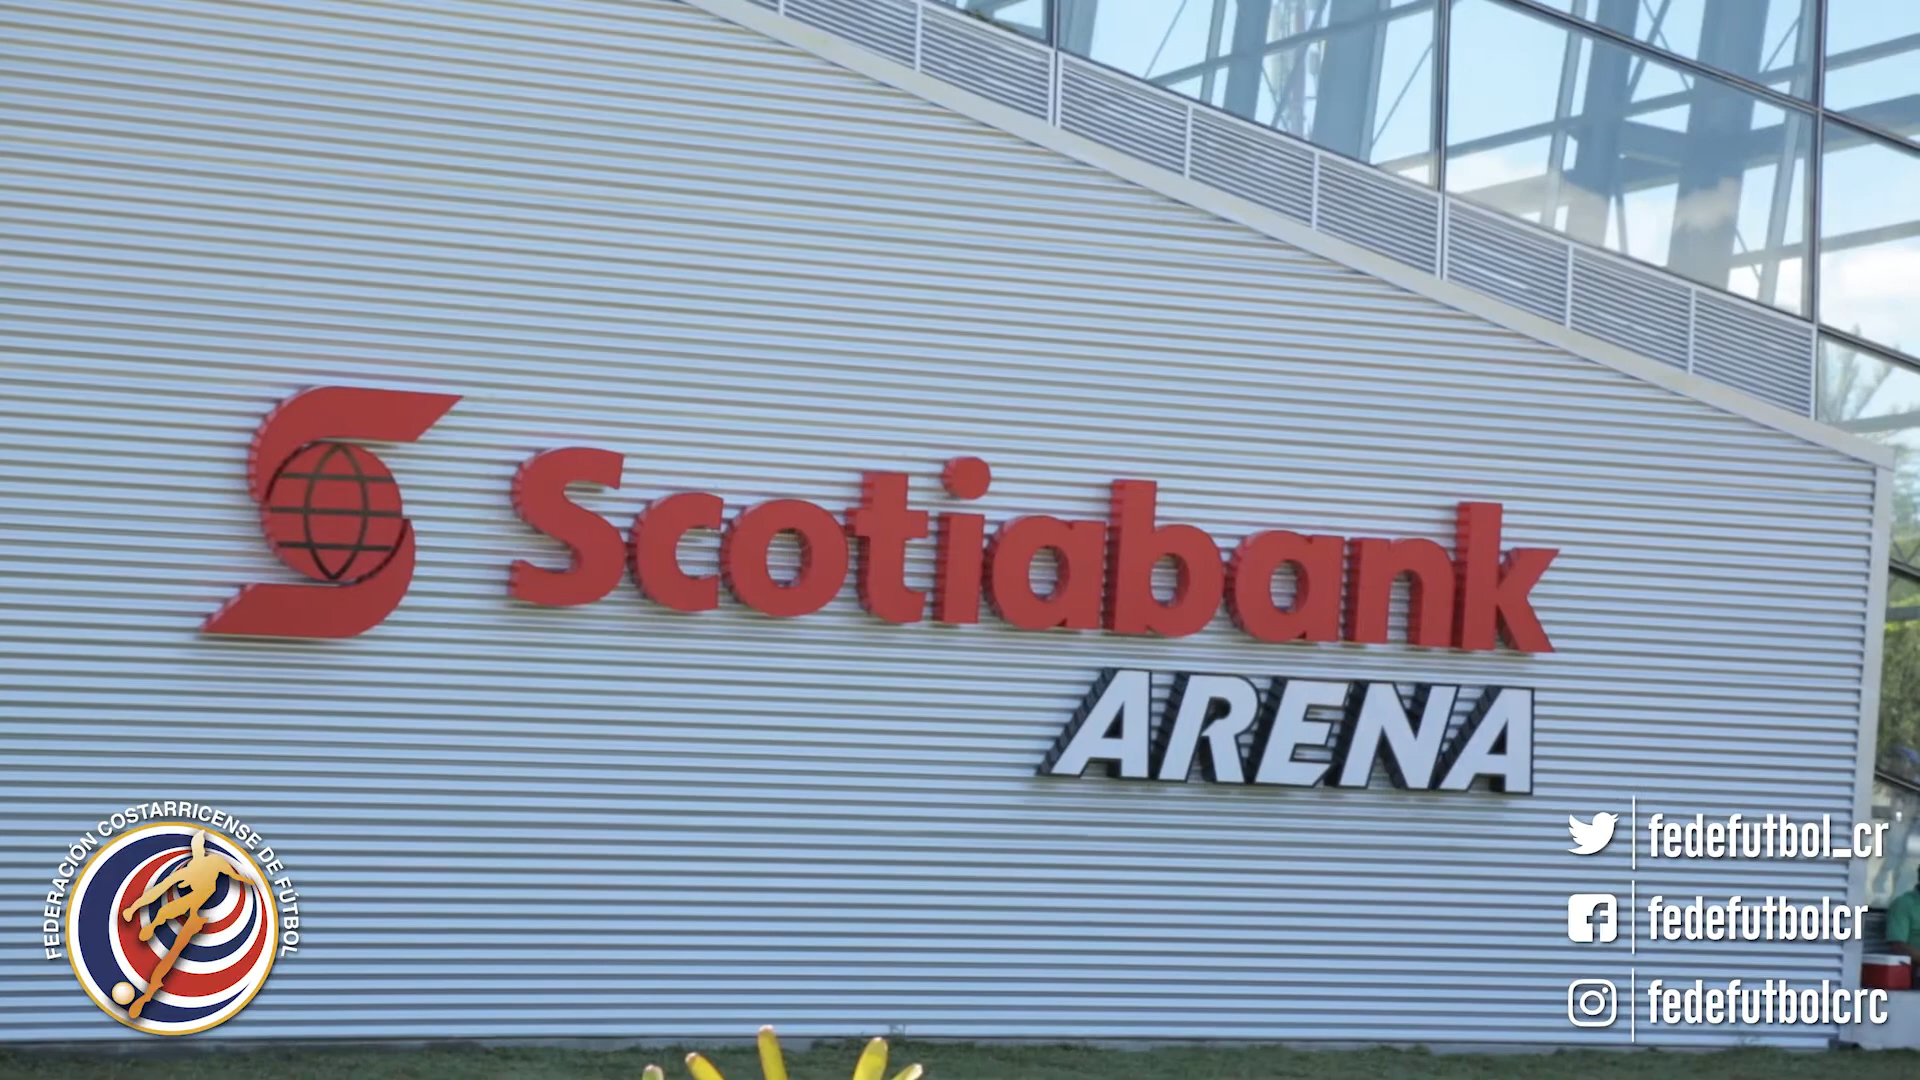 Scotiabank
ARENA
FEDERACIÓN COSTARRICENSE DE FÚTBOL
fedefutbol_cr
fedefutbolcr
fedefutbolcrc